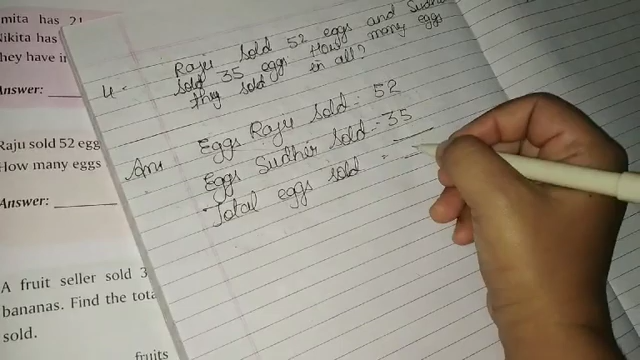 mita has 21
Nikita has
hey have in
Answer:
Raju sold 52 egg
How many eggs
Answer:
A fruit seller sold 3
bananas. Find the tota
sold.
fruits
4. Raju sold 52 eggs and Sudhir
sold 35 eggs How many eggs
they sold in all?
Ans Eggs Raju sold = 52
Eggs Sudhir sold = 35
Total eggs sold =